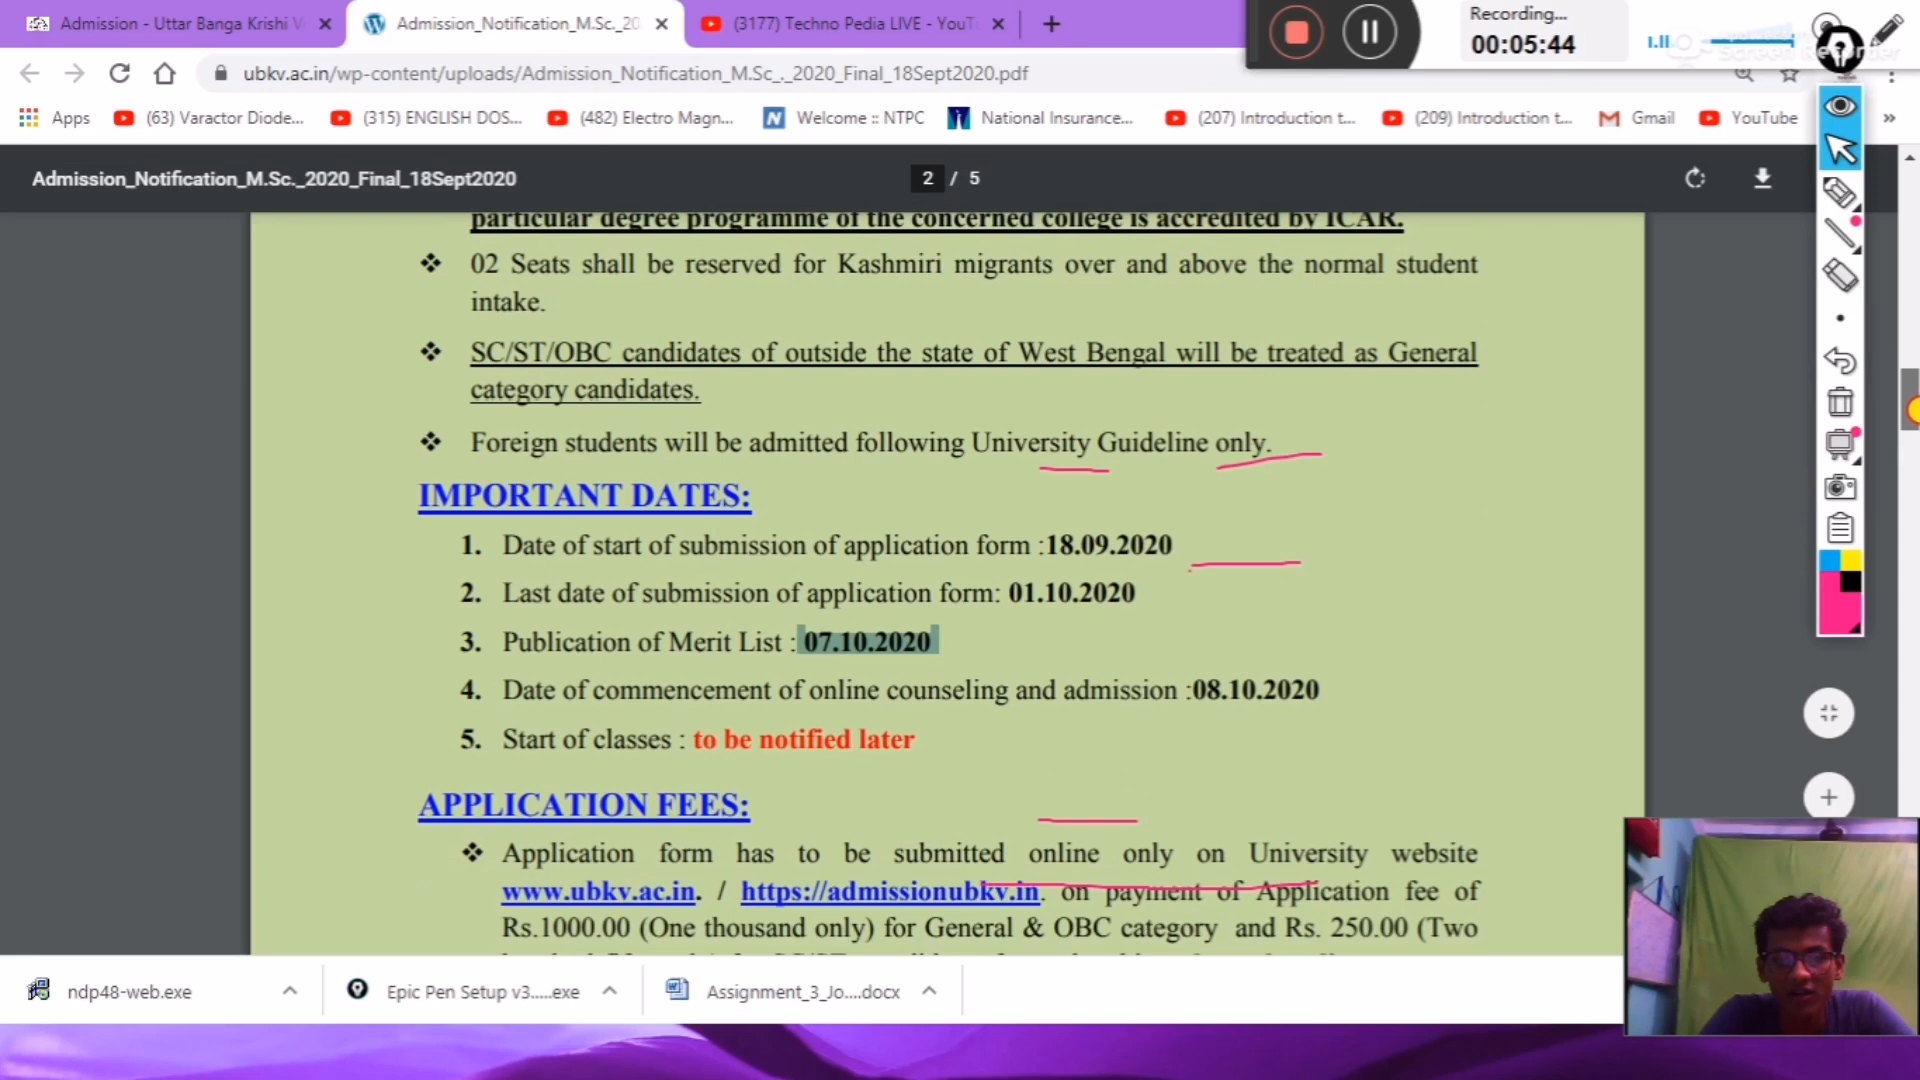 Admission - Uttar Banga Krishi V
Admission_Notification_M.Sc._20
(3177) Techno Pedia LIVE - YouT
Recording...
00:05:44
ubkv.ac.in/wp-content/uploads/Admission_Notification_M.Sc_._2020_Final_18Sept2020.pdf
Apps
(63) Varactor Diode...
(315) ENGLISH DOS...
(482) Electro Magn...
Welcome :: NTPC
National Insurance...
(207) Introduction t...
(209) Introduction t...
Gmail
YouTube
Admission_Notification_M.Sc._2020_Final_18Sept2020
2 / 5
particular degree programme of the concerned college is accredited by ICAR.
❖ 02 Seats shall be reserved for Kashmiri migrants over and above the normal student
intake.
❖ SC/ST/OBC candidates of outside the state of West Bengal will be treated as General
category candidates.
❖ Foreign students will be admitted following University Guideline only.
IMPORTANT DATES:
1. Date of start of submission of application form :18.09.2020
2. Last date of submission of application form: 01.10.2020
3. Publication of Merit List : 07.10.2020
4. Date of commencement of online counseling and admission :08.10.2020
5. Start of classes : to be notified later
APPLICATION FEES:
❖ Application form has to be submitted online only on University website
www.ubkv.ac.in. / https://admissionubkv.in. on payment of Application fee of
Rs.1000.00 (One thousand only) for General & OBC category and Rs. 250.00 (Two
ndp48-web.exe
Epic Pen Setup v3.....exe
Assignment_3_Jo....docx